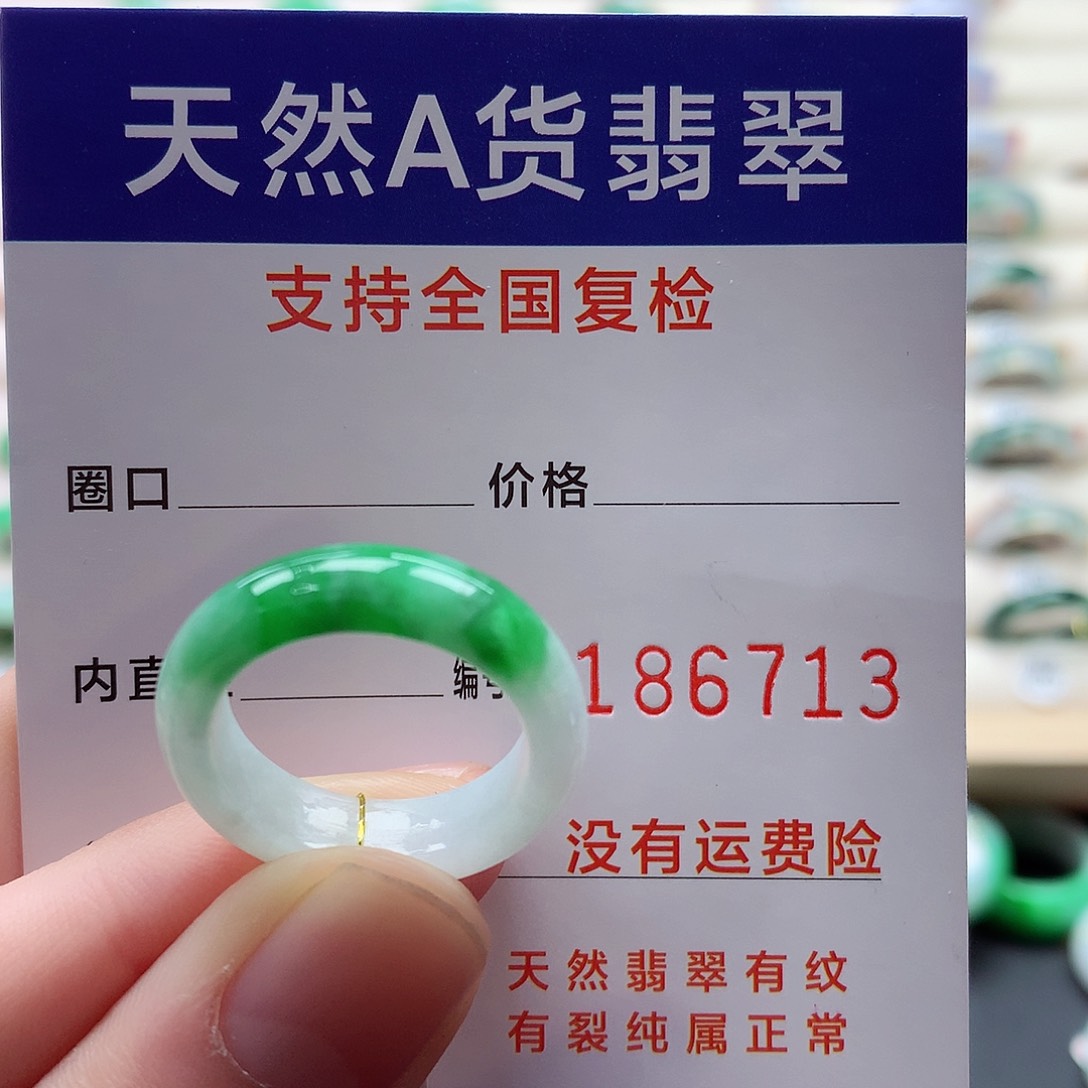 天然A货翡翠
支持全国复检
圈口 价格
内直 编号 186713
没有运费险
天然翡翠有纹
有裂纯属正常